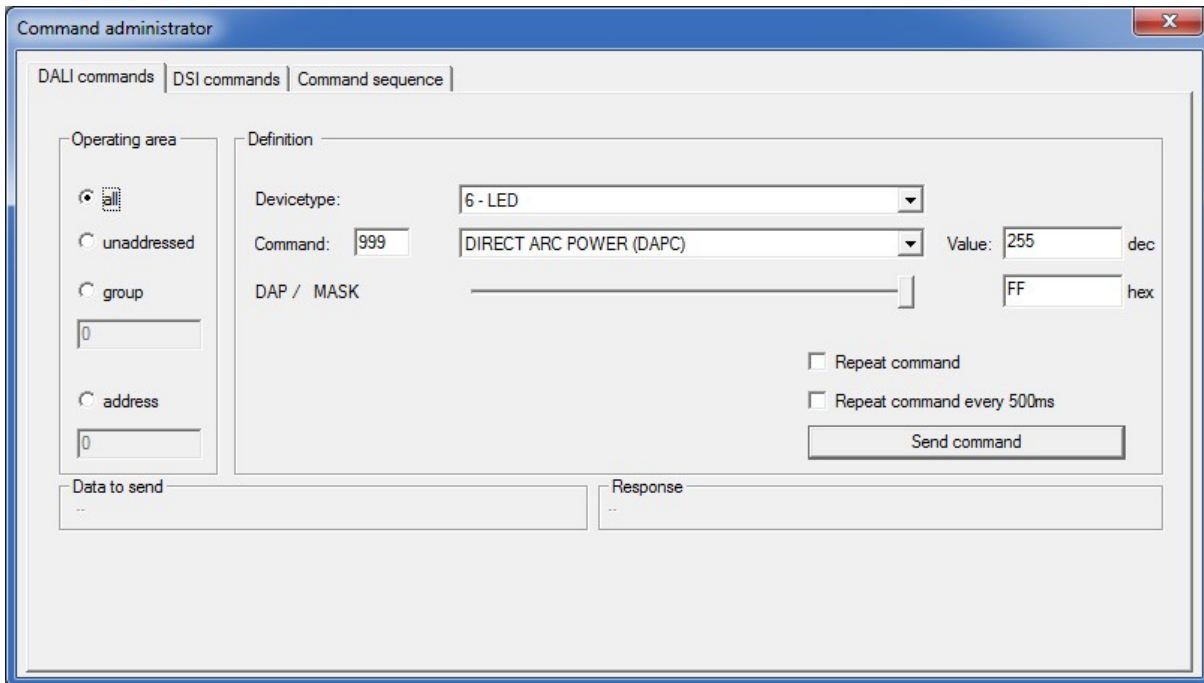 Command administrator
DALI commands DSI commands Command sequence
Operating area
all
unaddressed
group
0
address
0
Definition
Devicetype: 6 - LED
Command: 999 DIRECT ARC POWER (DAPC) Value: 255 dec
DAP / MASK FF hex
Repeat command
Repeat command every 500ms
Send command
Data to send
--
Response
--